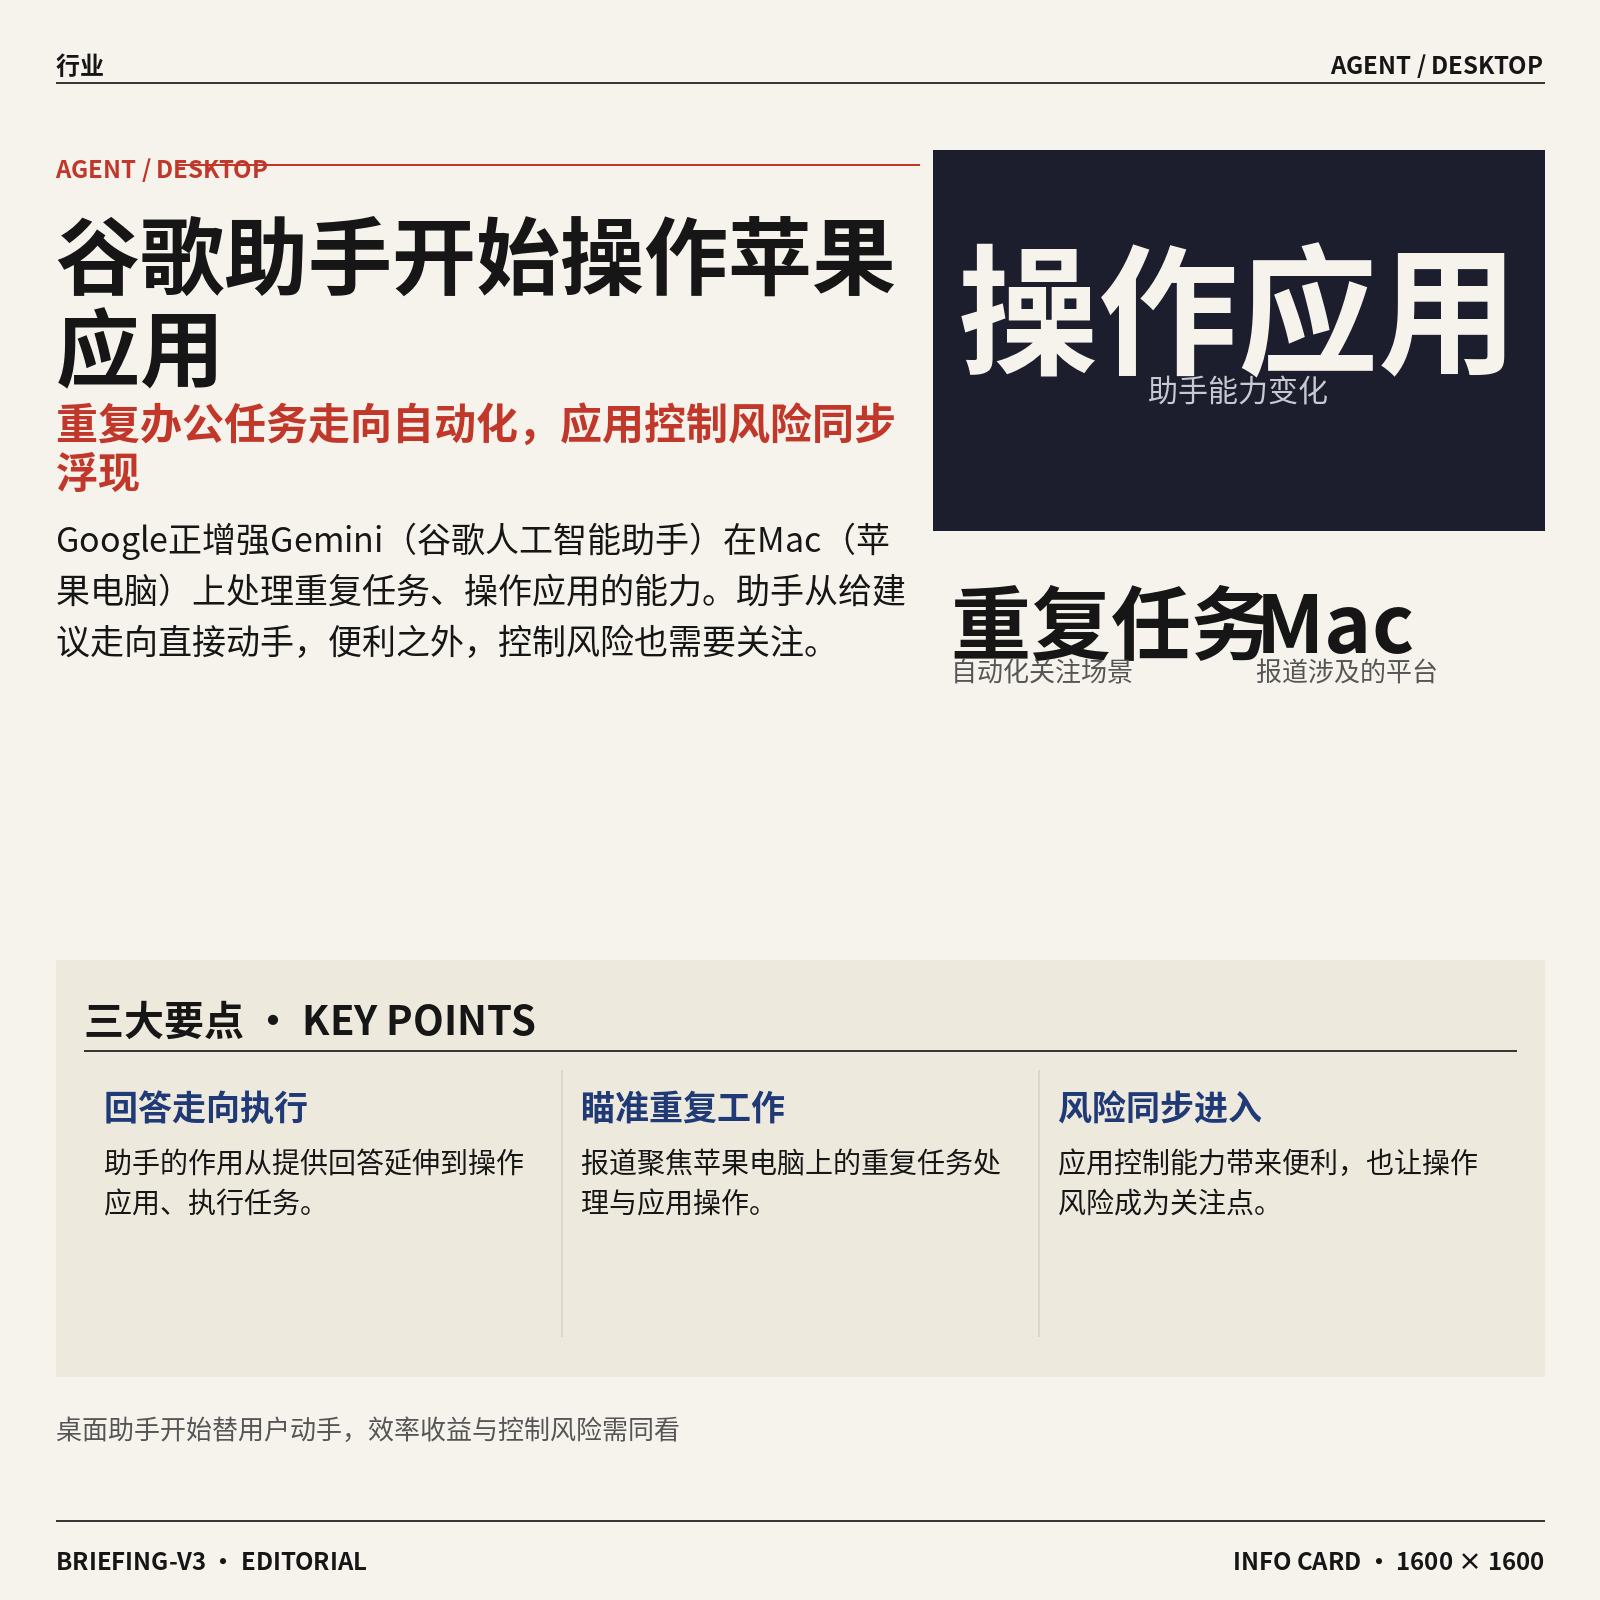 行业
AGENT / DESKTOP
AGENT / DESKTOP
谷歌助手开始操作苹果
应用
重复办公任务走向自动化，应用控制风险同步
浮现
Google正增强Gemini（谷歌人工智能助手）在Mac（苹
果电脑）上处理重复任务、操作应用的能力。助手从给建
议走向直接动手，便利之外，控制风险也需要关注。
操作应用
助手能力变化
重复任务
自动化关注场景
Mac
报道涉及的平台
三大要点 • KEY POINTS
回答走向执行
助手的作用从提供回答延伸到操作
应用、执行任务。
瞄准重复工作
报道聚焦苹果电脑上的重复任务处
理与应用操作。
风险同步进入
应用控制能力带来便利，也让操作
风险成为关注点。
桌面助手开始替用户动手，效率收益与控制风险需同看
BRIEFING-V3 • EDITORIAL
INFO CARD • 1600 × 1600